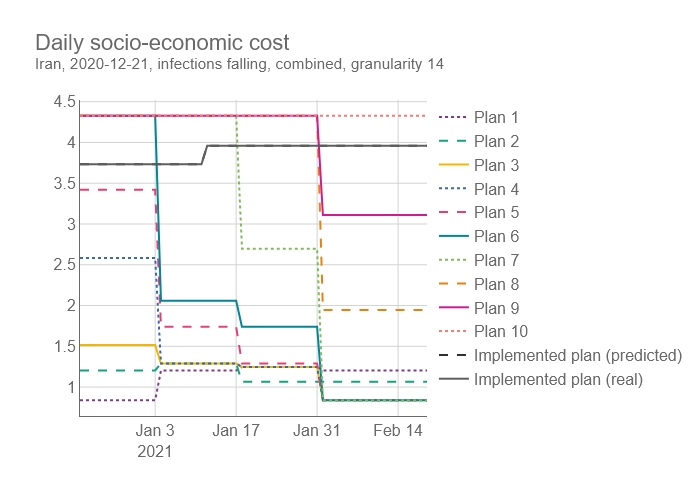 Daily socio-economic cost
Iran, 2020-12-21, infections falling, combined, granularity 14
4.5
4
3.5
3
2.5
2
1.5
1
Jan 3
2021
Jan 17
Jan 31
Feb 14
Plan 1
Plan 2
Plan 3
Plan 4
Plan 5
Plan 6
Plan 7
Plan 8
Plan 9
Plan 10
Implemented plan (predicted)
Implemented plan (real)